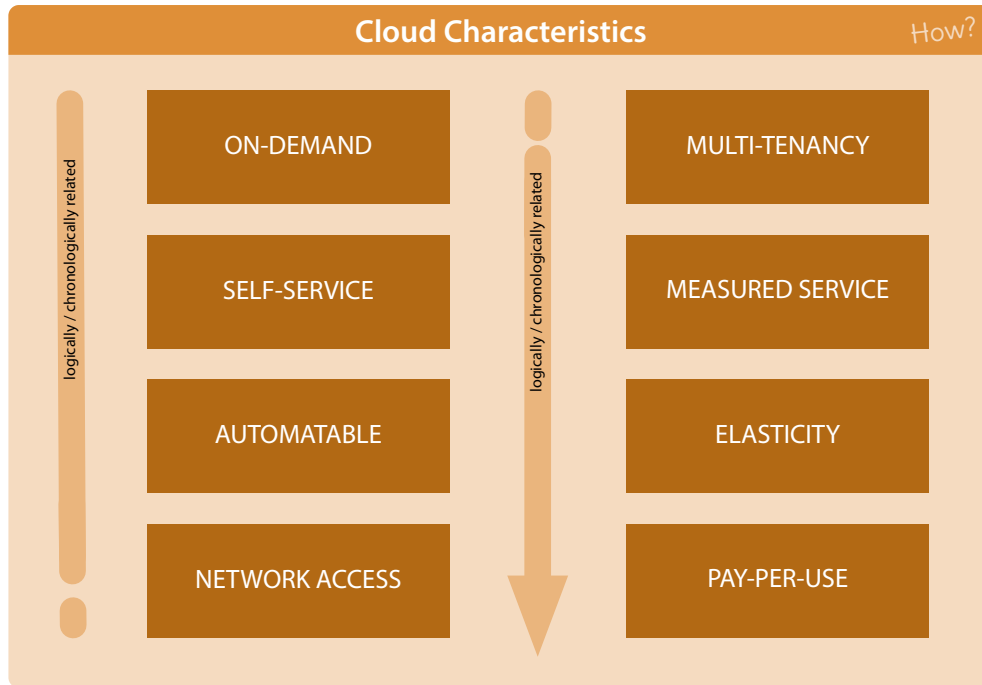 Cloud Characteristics
How?
logically / chronologically related
ON-DEMAND
SELF-SERVICE
AUTOMATABLE
NETWORK ACCESS
logically / chronologically related
MULTI-TENANCY
MEASURED SERVICE
ELASTICITY
PAY-PER-USE